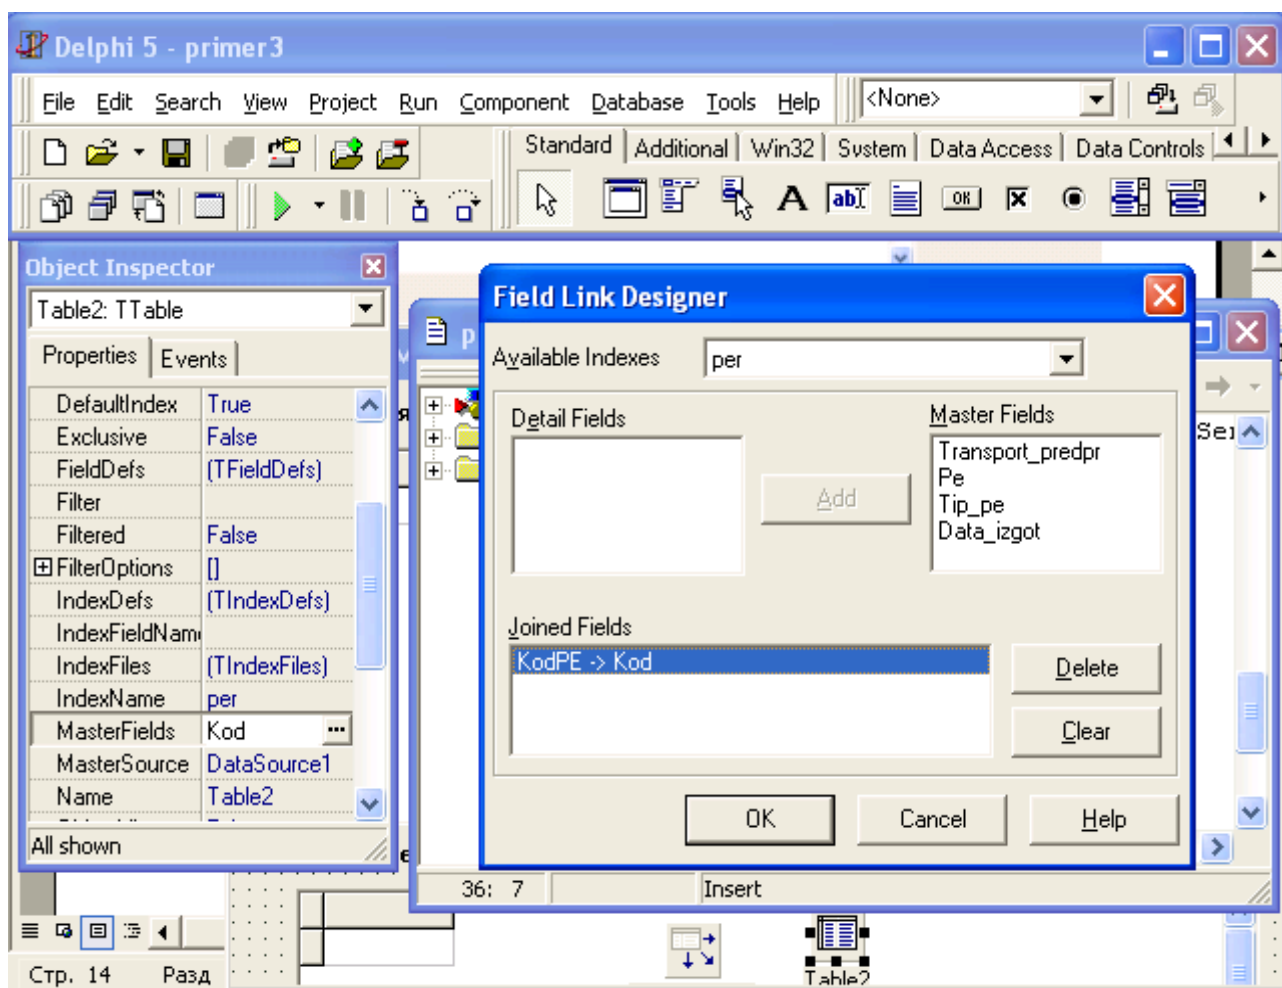 Delphi 5 - primer3
File Edit Search View Project Run Component Database Tools Help <None>
Standard Additional Win32 System Data Access Data Controls
A abI OK
Object Inspector
Table2: TTable
Properties Events
DefaultIndex True
Exclusive False
FieldDefs (TFieldDefs)
Filter
Filtered False
FilterOptions []
IndexDefs (TIndexDefs)
IndexFieldNam
IndexFiles (TIndexFiles)
IndexName per
MasterFields Kod ...
MasterSource DataSource1
Name Table2
All shown
Field Link Designer
Available Indexes per
Detail Fields
Add
Master Fields
Transport_predpr
Pe
Tip_pe
Data_izgot
Joined Fields
KodPE -> Kod
Delete
Clear
OK Cancel Help
p
я
Ser
е
36: 7 Insert
Table2
Стр. 14 Разд